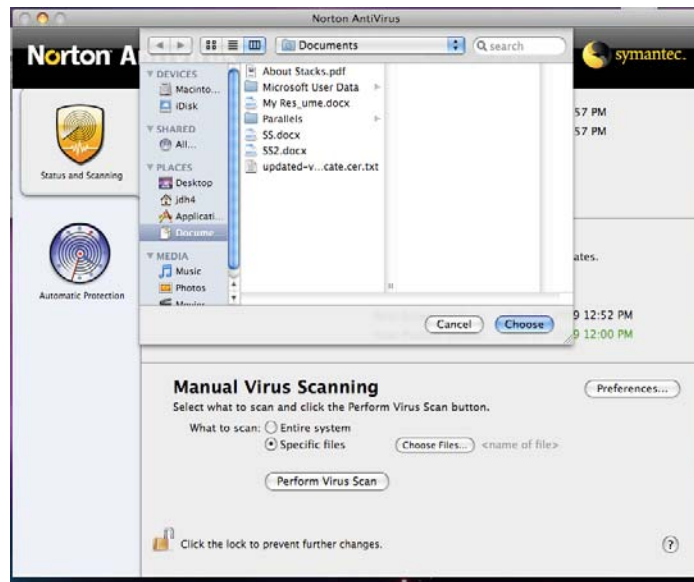 Norton AntiVirus
Norton A
Documents
search
symantec.
DEVICES
Macinto...
iDisk
SHARED
All...
PLACES
Desktop
jdh4
Applicati...
Docume...
MEDIA
Music
Photos
Movies
About Stacks.pdf
Microsoft User Data
My Res_ume.docx
Parallels
SS.docx
SS2.docx
updated-v...cate.cer.txt
57 PM
57 PM
Status and Scanning
Automatic Protection
ates.
Cancel
Choose
9 12:52 PM
9 12:00 PM
Manual Virus Scanning
Preferences...
Select what to scan and click the Perform Virus Scan button.
What to scan: Entire system
Specific files
Choose Files...
<name of file>
Perform Virus Scan
Click the lock to prevent further changes.
?